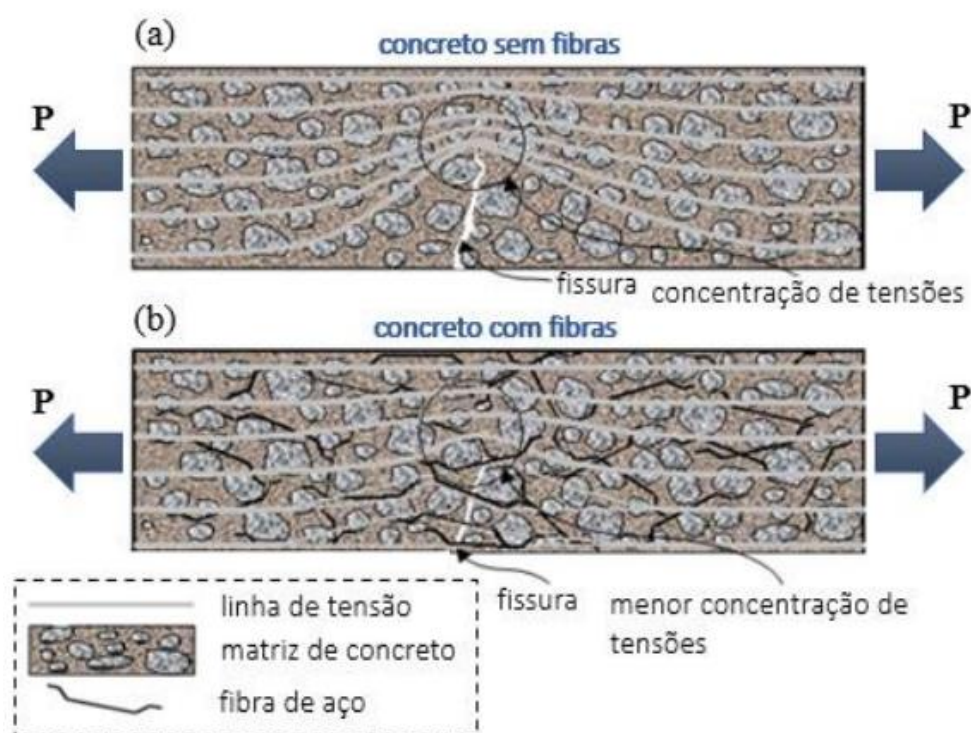 (a)
concreto sem fibras
P
P
fissura
concentração de tensões
(b)
concreto com fibras
P
P
fissura
menor concentração de
tensões
linha de tensão
matriz de concreto
fibra de aço